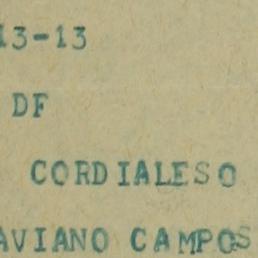 13-13
DF
CORDIALESO
AVIANO CAMPOS